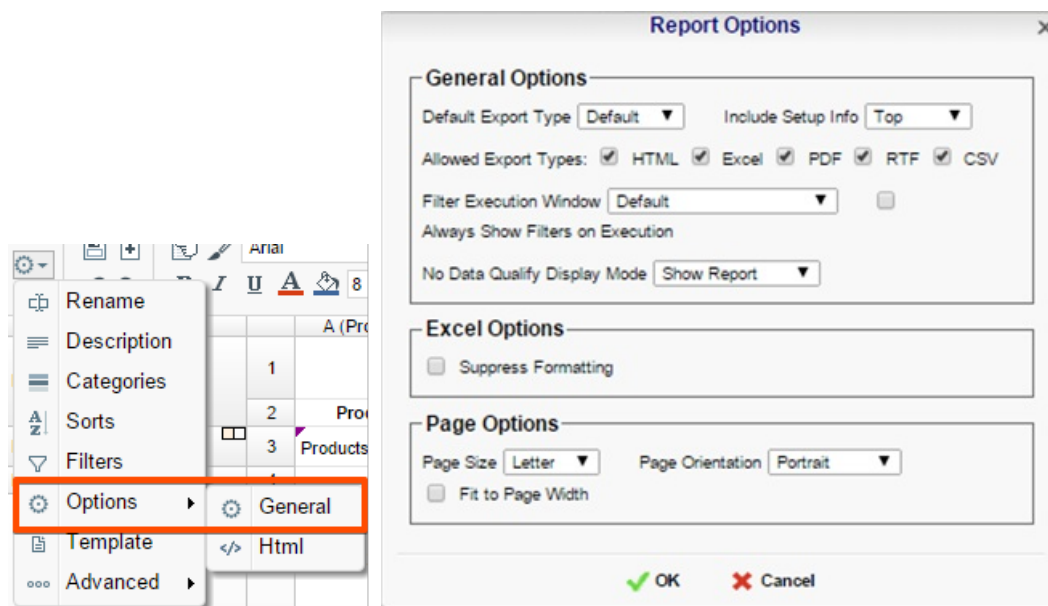 Arial
I U A 8
Rename
A (Pro
Description
1
Categories
2 Prod
Sorts
3 Products
Filters
Options
General
Template
Html
Advanced
Report Options
General Options
Default Export Type Default Include Setup Info Top
Allowed Export Types: HTML Excel PDF RTF CSV
Filter Execution Window Default
Always Show Filters on Execution
No Data Qualify Display Mode Show Report
Excel Options
Suppress Formatting
Page Options
Page Size Letter Page Orientation Portrait
Fit to Page Width
OK Cancel